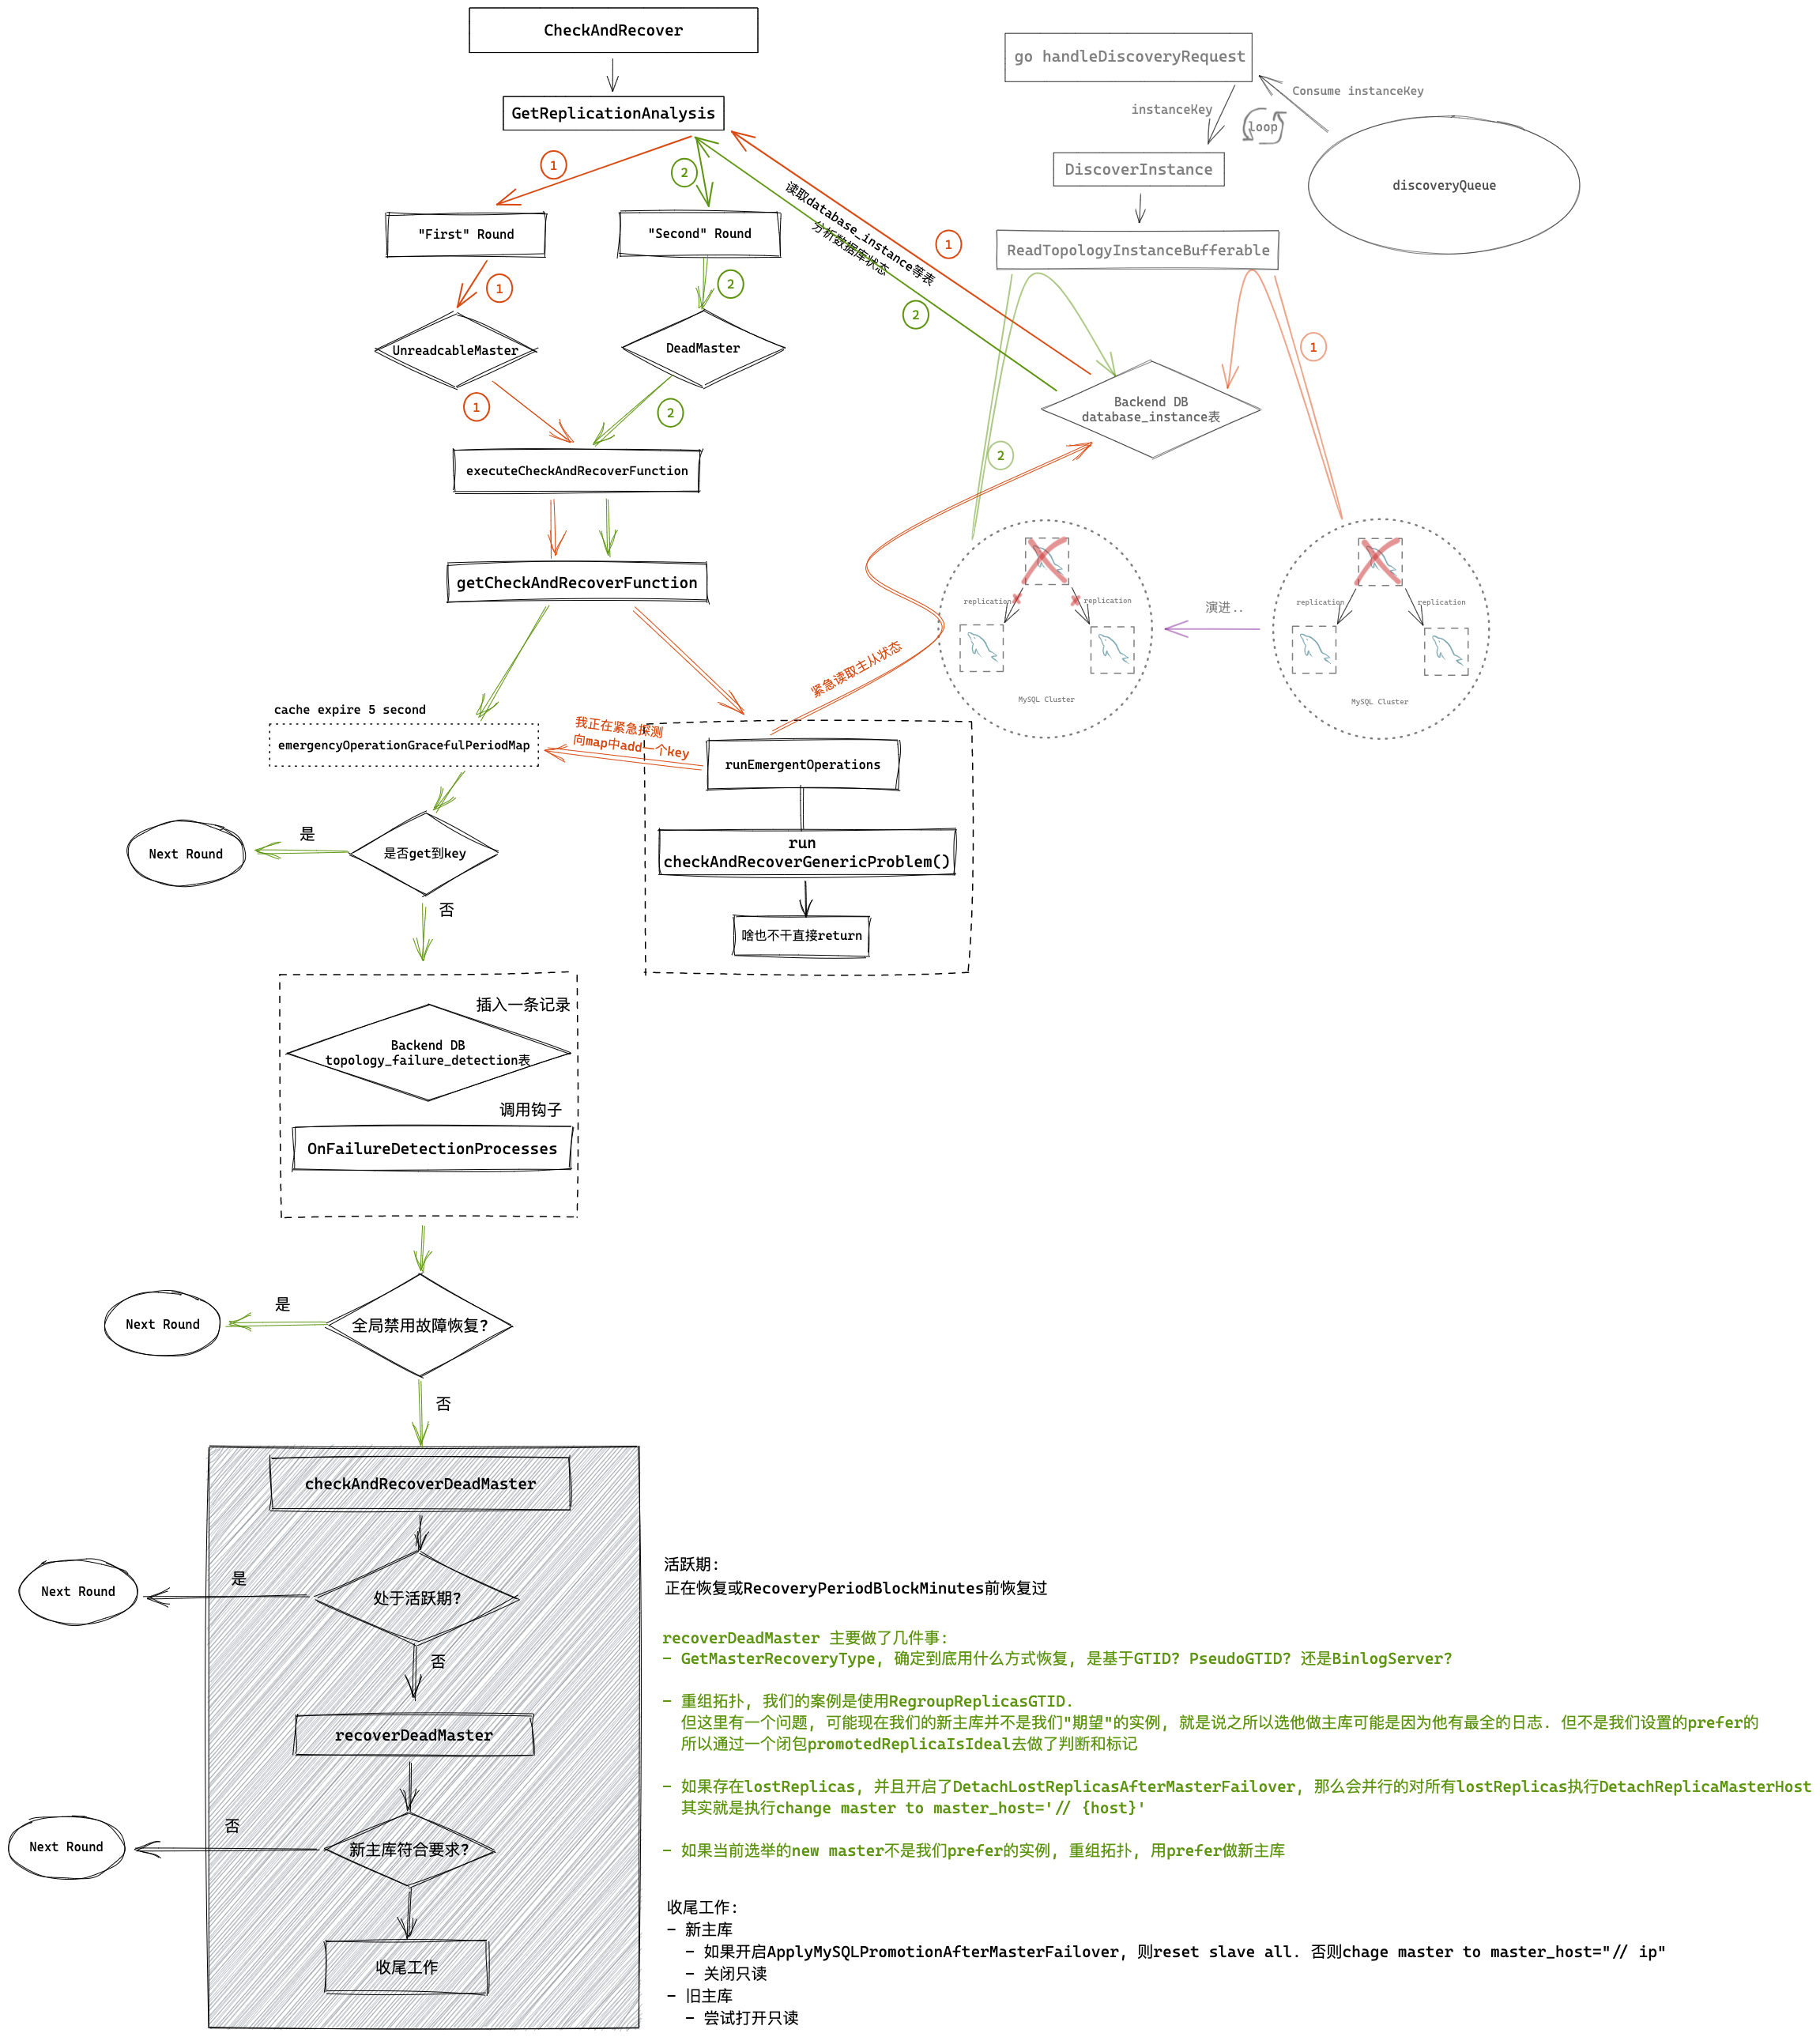 CheckAndRecover
GetReplicationAnalysis
1
2
"First" Round
"Second" Round
1
2
UnreadcableMaster
DeadMaster
1
2
executeCheckAndRecoverFunction
getCheckAndRecoverFunction
读取database_instance等表
分析数据库状态
1
2
go handleDiscoveryRequest
Consume instanceKey
instanceKey
loop
discoveryQueue
DiscoverInstance
ReadTopologyInstanceBufferable
1
Backend DB
database_instance表
2
replication
replication
MySQL Cluster
演进..
replication
replication
MySQL Cluster
紧急读取主从状态
cache expire 5 second
emergencyOperationGracefulPeriodMap
我正在紧急探测
向map中add一个key
runEmergentOperations
run
checkAndRecoverGenericProblem()
啥也不干直接return
是否get到key
是
Next Round
否
插入一条记录
Backend DB
topology_failure_detection表
调用钩子
OnFailureDetectionProcesses
全局禁用故障恢复?
是
Next Round
否
checkAndRecoverDeadMaster
处于活跃期?
是
Next Round
否
recoverDeadMaster
新主库符合要求?
否
Next Round
收尾工作
活跃期:
正在恢复或RecoveryPeriodBlockMinutes前恢复过
recoverDeadMaster 主要做了几件事:
- GetMasterRecoveryType, 确定到底用什么方式恢复, 是基于GTID? PseudoGTID? 还是BinlogServer?
- 重组拓扑, 我们的案例是使用RegroupReplicasGTID.
但这里有一个问题, 可能现在我们的新主库并不是我们"期望"的实例, 就是说之所以选他做主库可能是因为他有最全的日志. 但不是我们设置的prefer的
所以通过一个闭包promotedReplicaIsIdeal去做了判断和标记
- 如果存在lostReplicas, 并且开启了DetachLostReplicasAfterMasterFailover, 那么会并行的对所有lostReplicas执行DetachReplicaMasterHost
其实就是执行change master to master_host='// {host}'
- 如果当前选举的new master不是我们prefer的实例, 重组拓扑, 用prefer做新主库
收尾工作:
- 新主库
- 如果开启ApplyMySQLPromotionAfterMasterFailover, 则reset slave all. 否则chage master to master_host="// ip"
- 关闭只读
- 旧主库
- 尝试打开只读